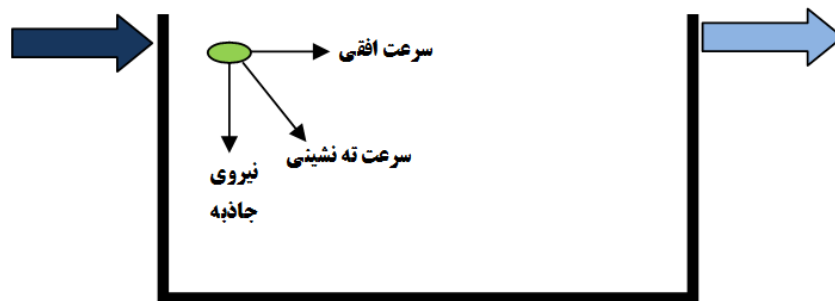 سرعت افقی
سرعت ته نشینی
نیروی
جاذبه